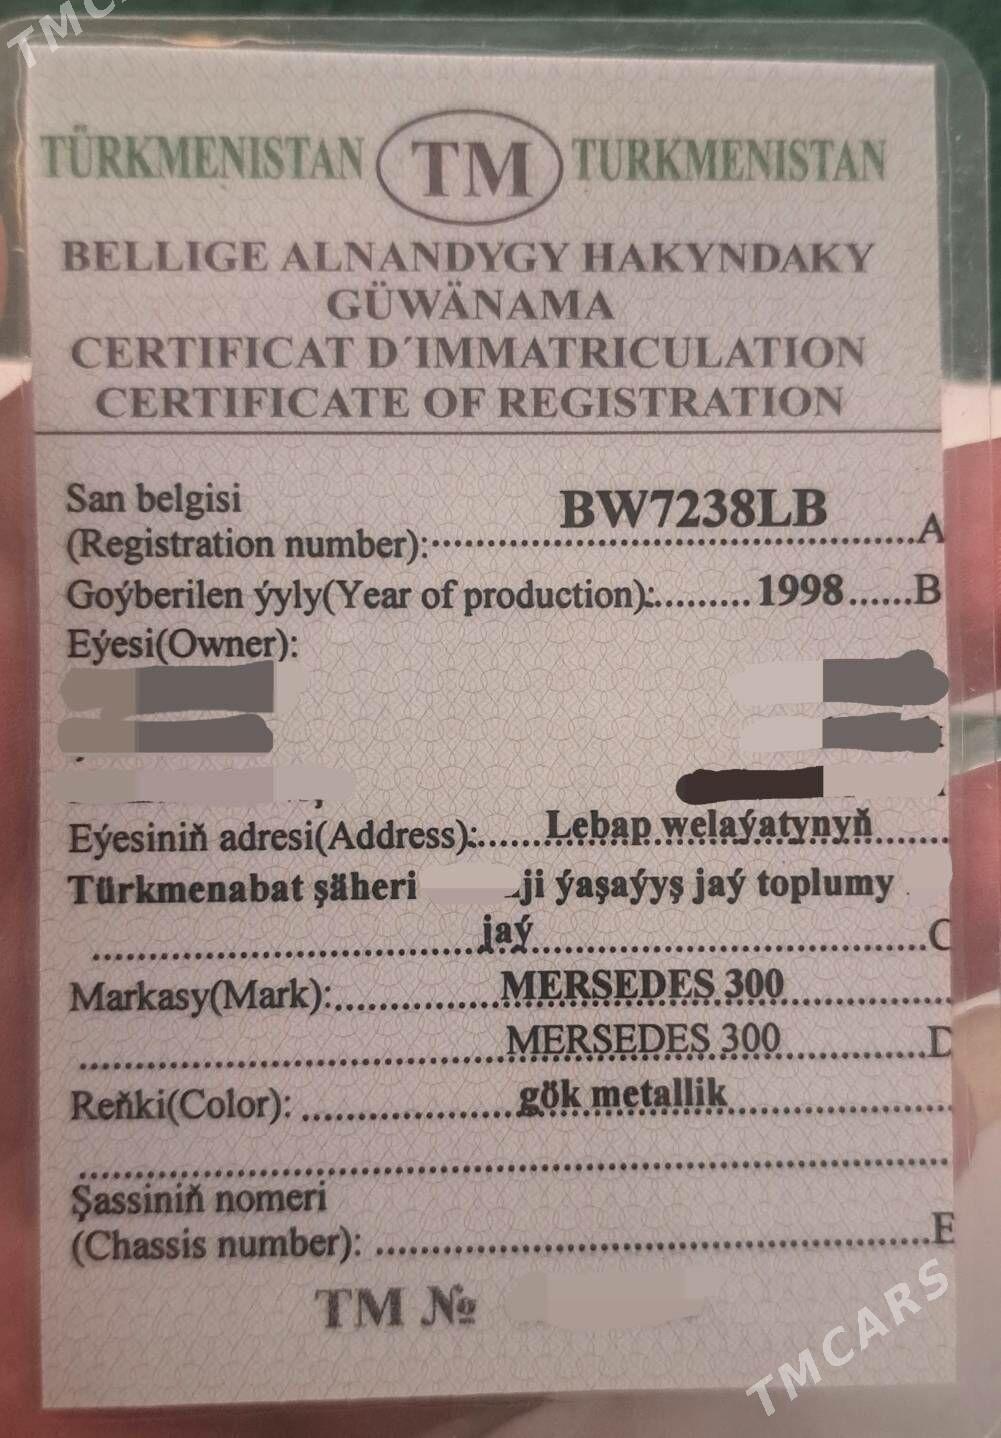 TMCARS
TÜRKMENISTAN TM TURKMENISTAN
BELLIGE ALNANDYGY HAKYNDAKY
GÜWÄNAMA
CERTIFICAT D´IMMATRICULATION
CERTIFICATE OF REGISTRATION
San belgisi
(Registration number): BW7238LB A
Goýberilen ýyly(Year of production): 1998 B
Eýesi(Owner):
Eýesiniň adresi(Address): Lebap welaýatynyň
Türkmenabat şäheri ji ýaşaýyş jaý toplumy
jaý C
Markasy(Mark): MERSEDES 300
MERSEDES 300 D
Reňki(Color): gök metallik
Şassiniň nomeri
(Chassis number): E
TM №
TMCARS